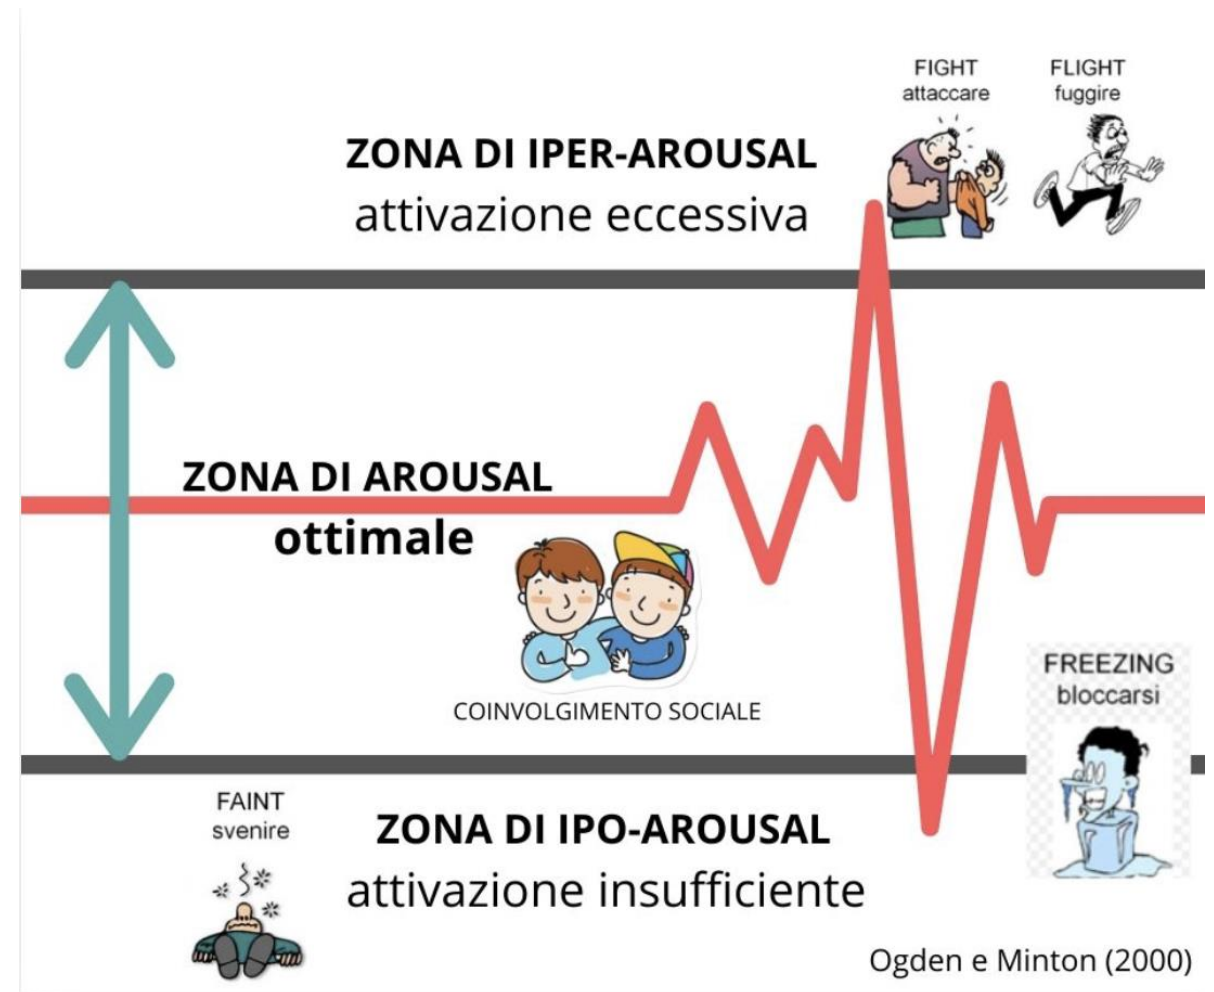 FIGHT
attaccare
FLIGHT
fuggire
ZONA DI IPER-AROUSAL
attivazione eccessiva
ZONA DI AROUSAL
ottimale
COINVOLGIMENTO SOCIALE
FREEZING
bloccarsi
FAINT
svenire
ZONA DI IPO-AROUSAL
attivazione insufficiente
Ogden e Minton (2000)